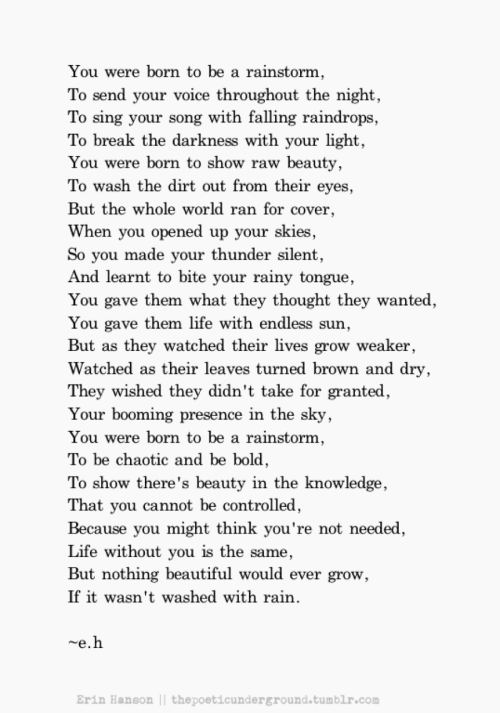 You were born to be a rainstorm,
To send your voice throughout the night,
To sing your song with falling raindrops,
To break the darkness with your light,
You were born to show raw beauty,
To wash the dirt out from their eyes,
But the whole world ran for cover,
When you opened up your skies,
So you made your thunder silent,
And learnt to bite your rainy tongue,
You gave them what they thought they wanted,
You gave them life with endless sun,
But as they watched their lives grow weaker,
Watched as their leaves turned brown and dry,
They wished they didn't take for granted,
Your booming presence in the sky,
You were born to be a rainstorm,
To be chaotic and be bold,
To show there's beauty in the knowledge,
That you cannot be controlled,
Because you might think you're not needed,
Life without you is the same,
But nothing beautiful would ever grow,
If it wasn't washed with rain.
~e.h
Erin Hanson || thepoeticunderground.tumblr.com